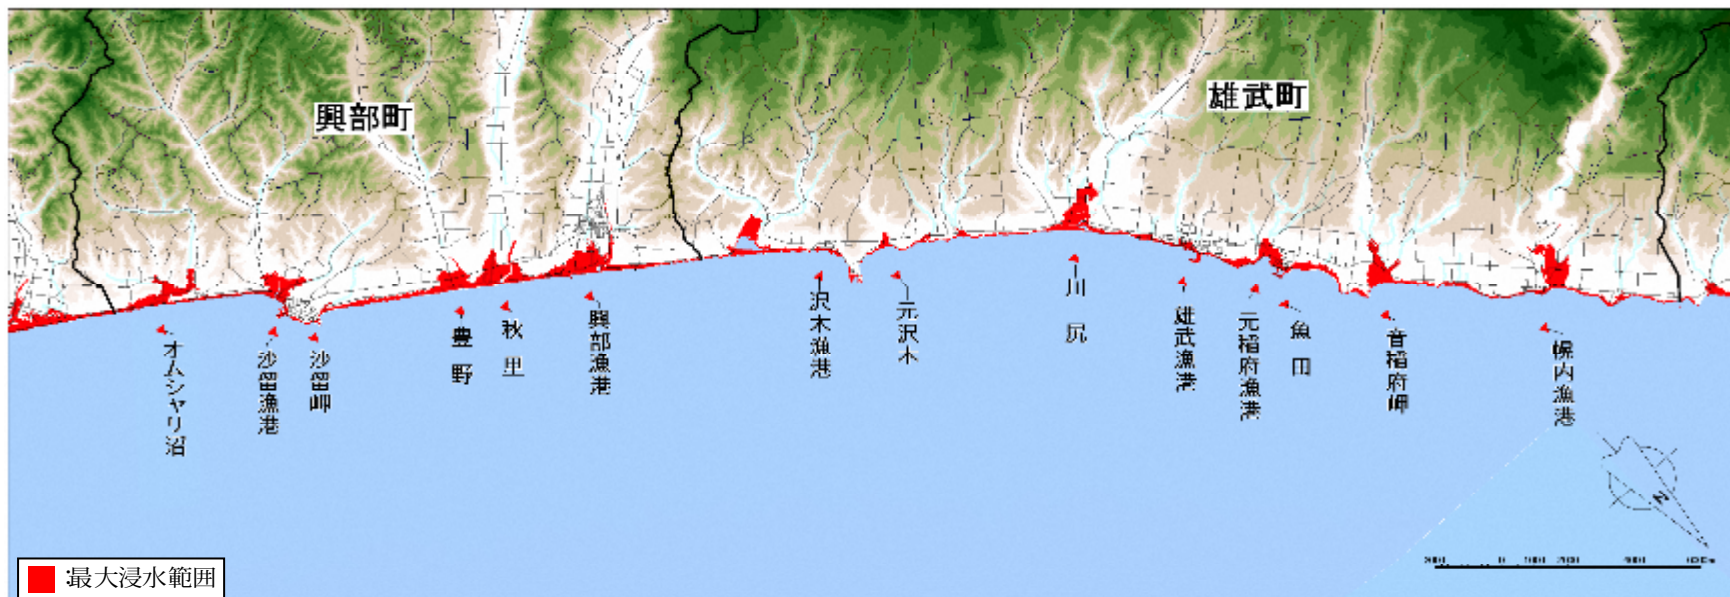 興部町
雄武町
オムシャリ沼
沙留漁港
沙留岬
豊野
秋里
興部漁港
沢木漁港
元沢木
川尻
雄武漁港
元稲府漁港
魚田
音稲府岬
幌内漁港
N
:最大浸水範囲